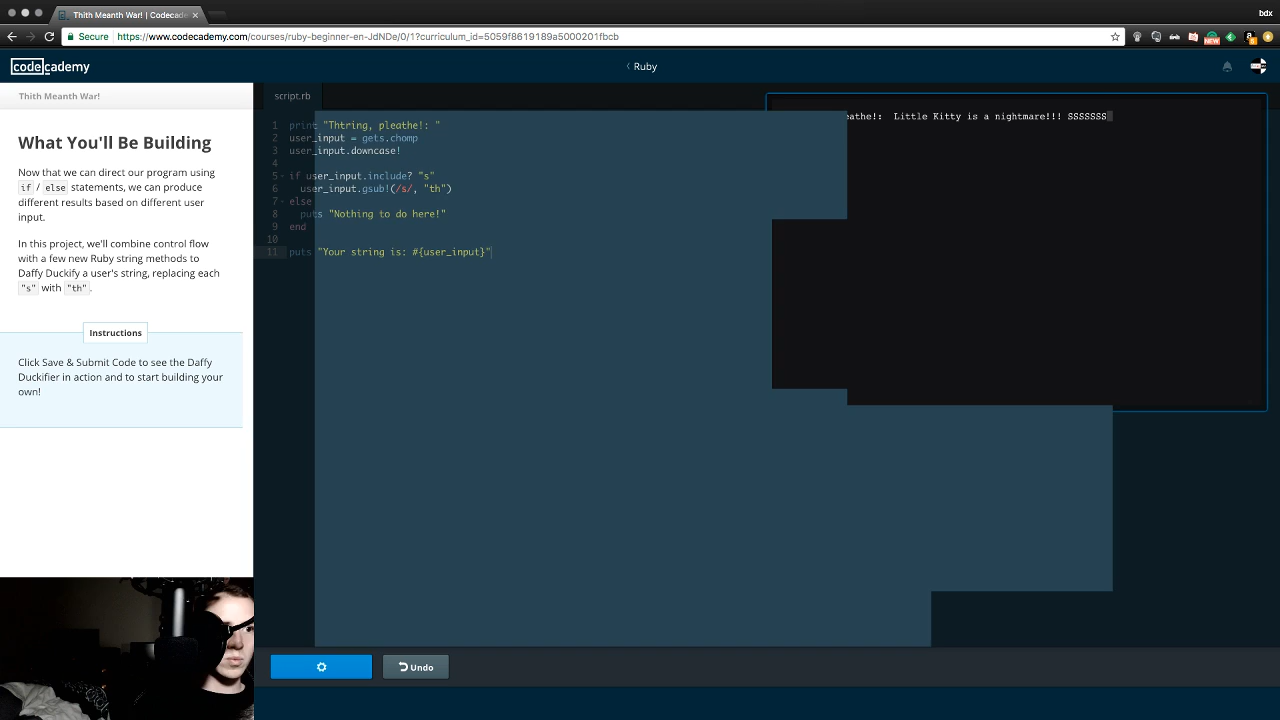 Thith Meanth War! | Codecad
bdx
Secure https://www.codecademy.com/courses/ruby-beginner-en-JdNDe/0/1?curriculum_id=5059f8619189a5000201fbcb
NEW
codecademy
Ruby
Thith Meanth War!
What You'll Be Building
Now that we can direct our program using
if / else statements, we can produce
different results based on different user
input.
In this project, we'll combine control flow
with a few new Ruby string methods to
Daffy Duckify a user's string, replacing each
"s" with "th".
Instructions
Click Save & Submit Code to see the Daffy
Duckifier in action and to start building your
own!
script.rb
1 print "Thtring, pleathe!: "
2 user_input = gets.chomp
3 user_input.downcase!
4
5 if user_input.include? "s"
6 user_input.gsub!(/s/, "th")
7 else
8 puts "Nothing to do here!"
9 end
10
11 puts "Your string is: #{user_input}"
eathe!: Little Kitty is a nightmare!!! SSSSSSS
Undo